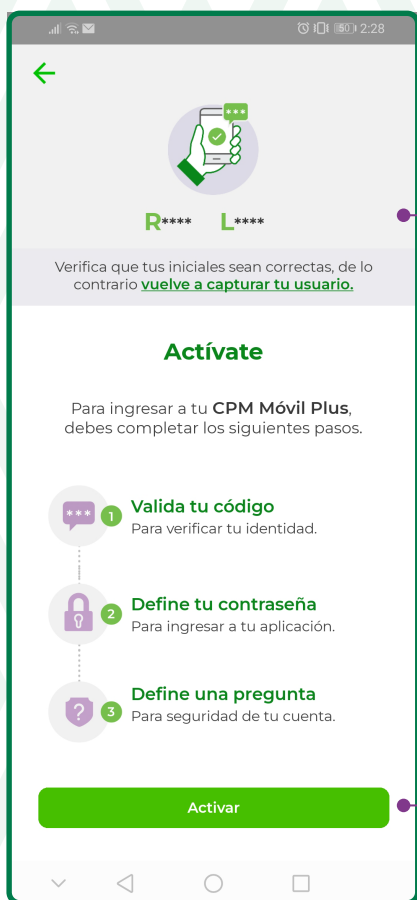 50 2:28
***
R**** L****
Verifica que tus iniciales sean correctas, de lo
contrario vuelve a capturar tu usuario.
Actívate
Para ingresar a tu CPM Móvil Plus,
debes completar los siguientes pasos.
*** 1 Valida tu código
Para verificar tu identidad.
2 Define tu contraseña
Para ingresar a tu aplicación.
? 3 Define una pregunta
Para seguridad de tu cuenta.
Activar